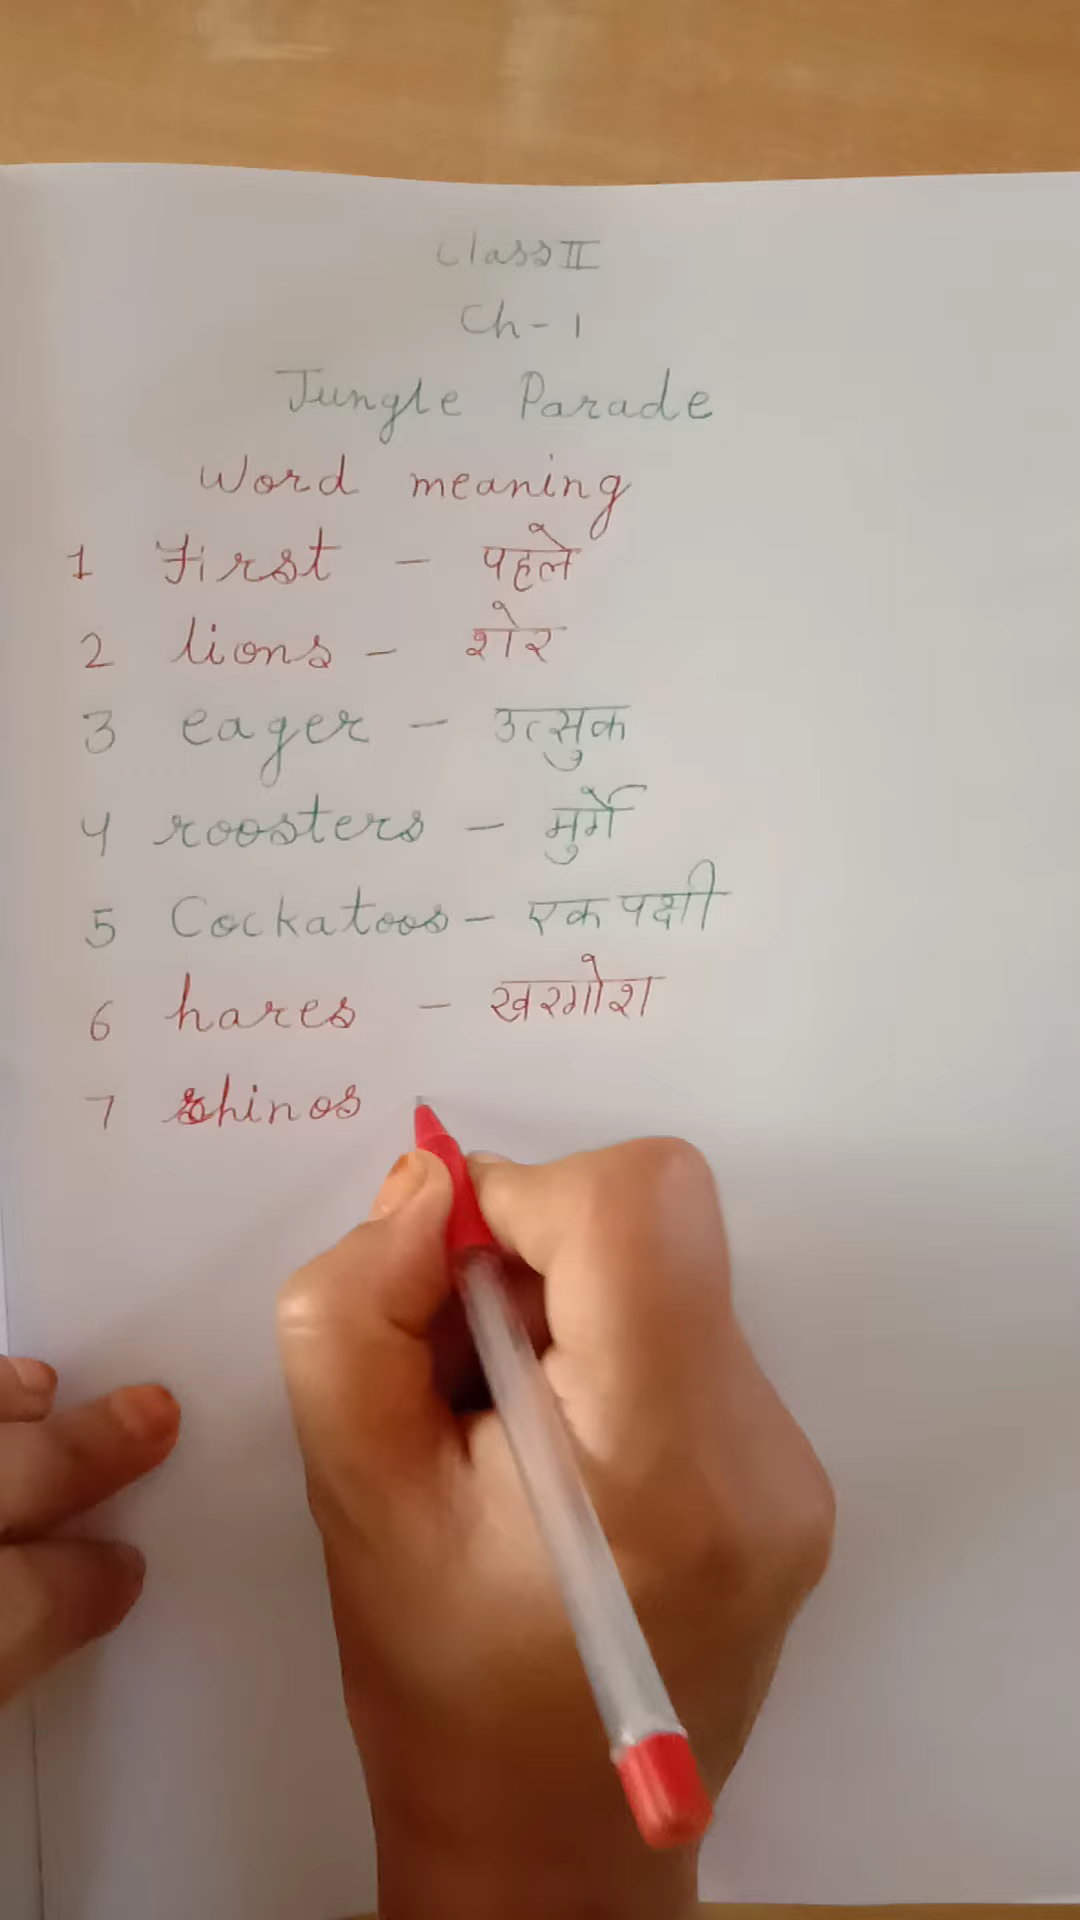 Class II
Ch - 1
Jungle Parade
Word meaning
1 First - पहले
2 lions - शेर
3 eager - उत्सुक
4 roosters - मुर्गे
5 Cockatoos - एक पक्षी
6 hares - खरगोश
7 rhinos